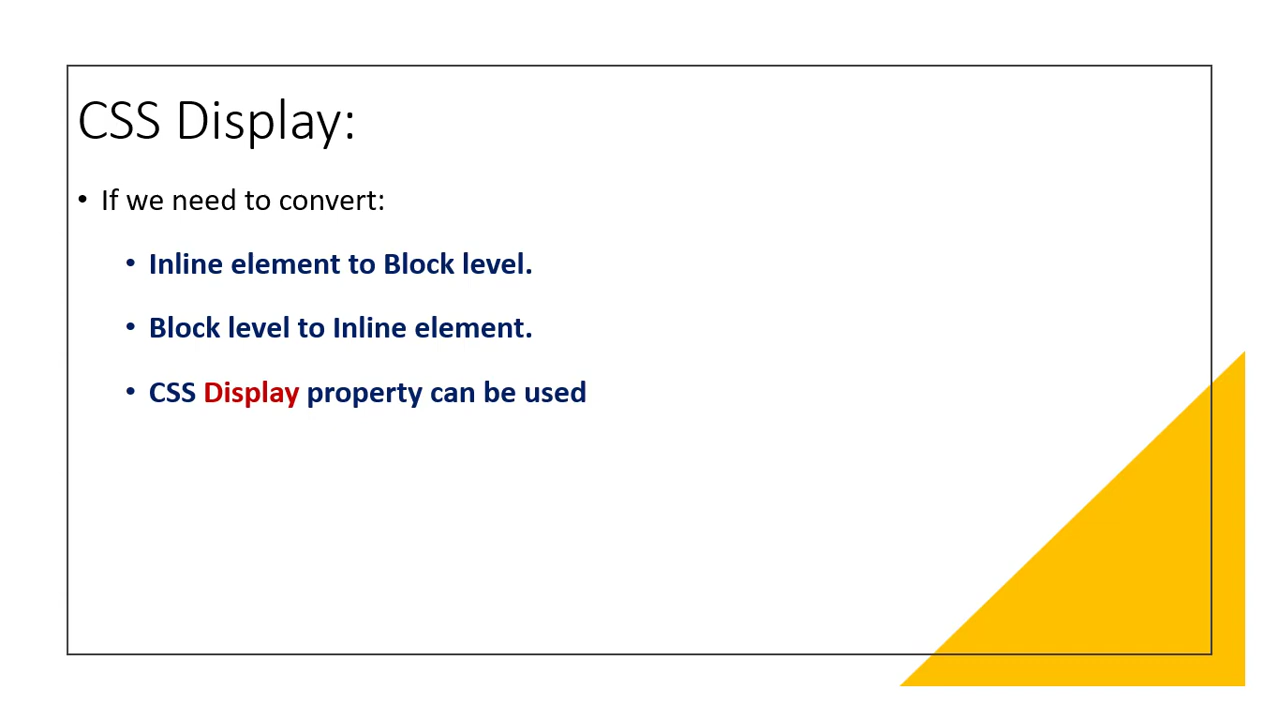 CSS Display:
• If we need to convert:
• Inline element to Block level.
• Block level to Inline element.
• CSS Display property can be used